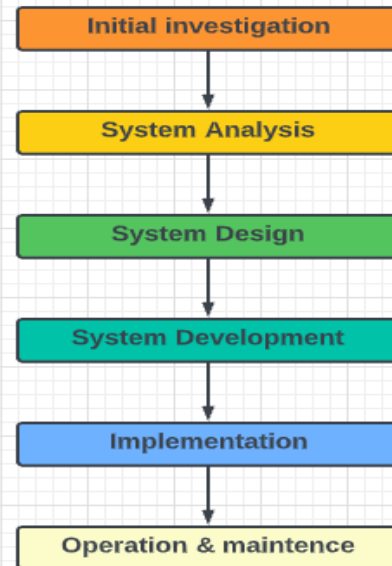 Initial investigation
System Analysis
System Design
System Development
Implementation
Operation & maintence